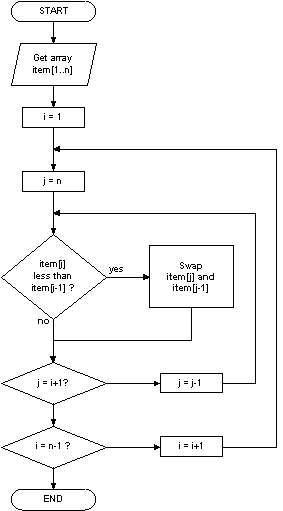 START
Get array
item[1..n]
i = 1
j = n
item[j]
less than
item[j-1] ?
yes
Swap
item[j] and
item[j-1]
no
j = i+1?
j = j-1
i = n-1 ?
i = i+1
END